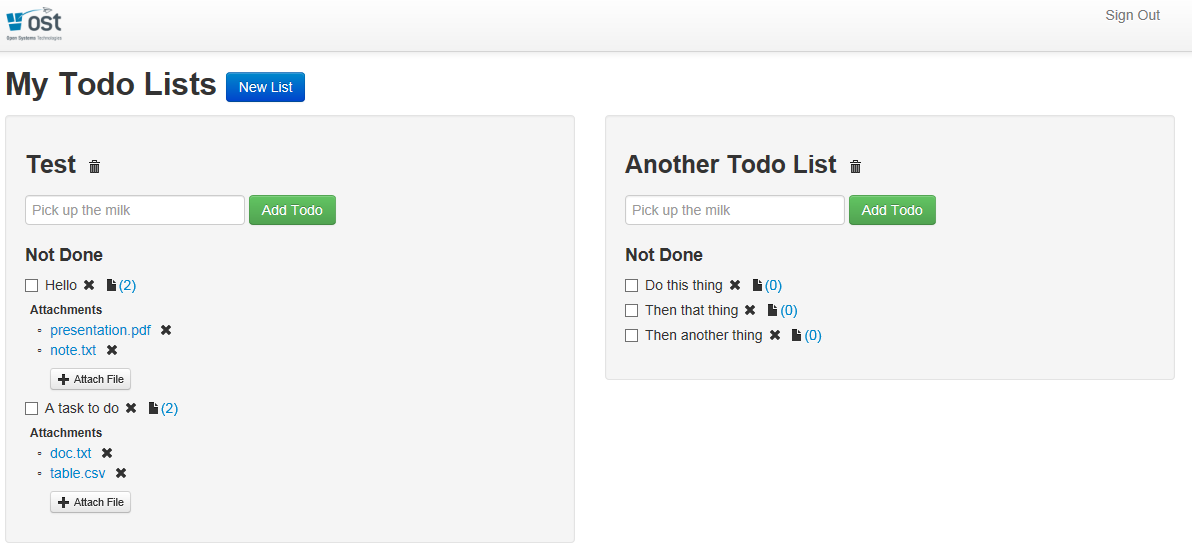 ost
Open Systems Technologies
Sign Out
My Todo Lists
New List
Test
Pick up the milk
Add Todo
Not Done
Hello
(2)
Attachments
presentation.pdf
note.txt
Attach File
A task to do
(2)
Attachments
doc.txt
table.csv
Attach File
Another Todo List
Pick up the milk
Add Todo
Not Done
Do this thing
(0)
Then that thing
(0)
Then another thing
(0)